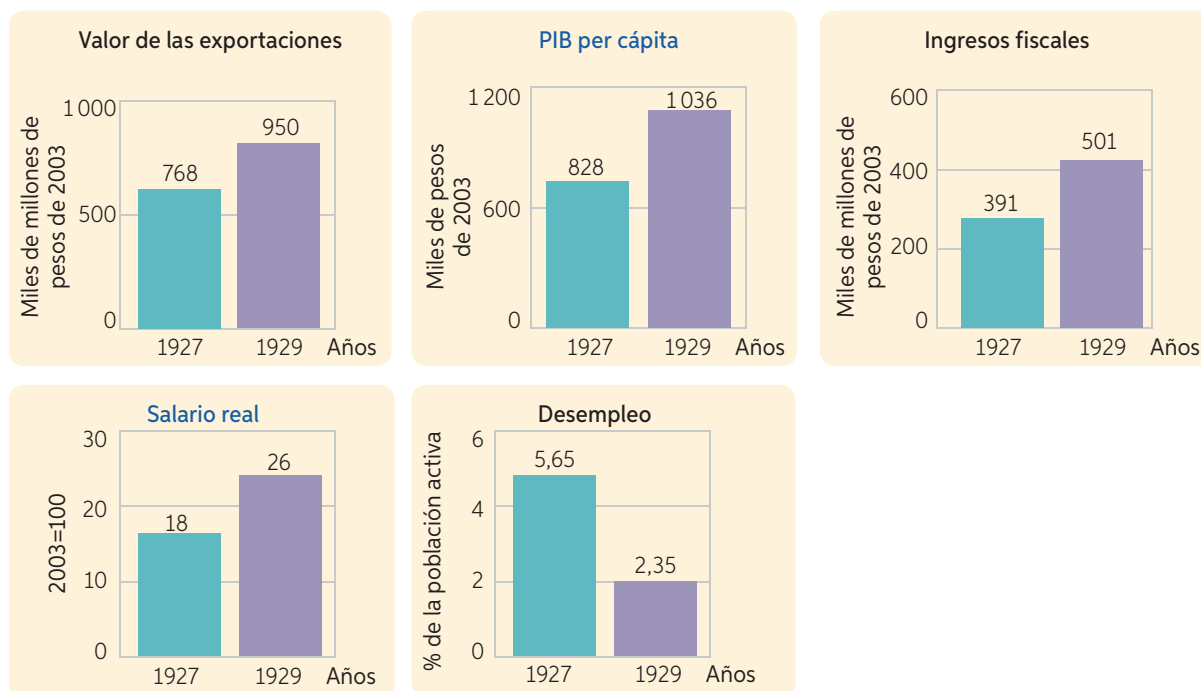 Valor de las exportaciones
Miles de millones de
pesos de 2003
1 000
500
0
768
950
1927 1929 Años
PIB per cápita
Miles de pesos
de 2003
1 200
600
0
828
1 036
1927 1929 Años
Ingresos fiscales
Miles de millones de
pesos de 2003
600
400
200
0
391
501
1927 1929 Años
Salario real
2003=100
30
20
10
0
18
26
1927 1929 Años
Desempleo
% de la población activa
6
4
2
0
5,65
2,35
1927 1929 Años